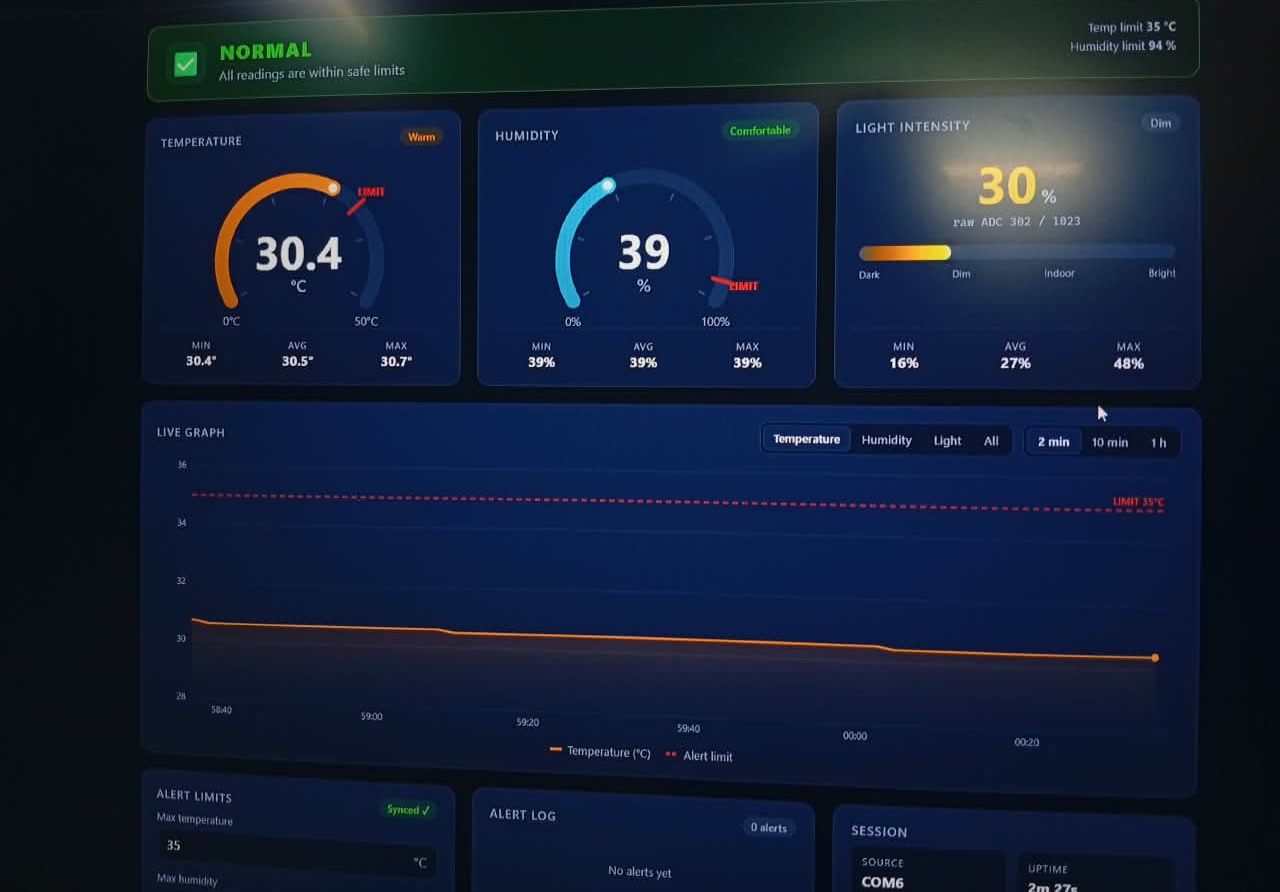 NORMAL
All readings are within safe limits
Temp limit 35 °C
Humidity limit 94 %
TEMPERATURE
Warm
LIMIT
30.4
°C
0°C
50°C
MIN
AVG
MAX
30.4°
30.5°
30.7°
HUMIDITY
Comfortable
39
%
LIMIT
0%
100%
MIN
AVG
MAX
39%
39%
39%
LIGHT INTENSITY
Dim
30 %
raw ADC 302 / 1023
Dark
Dim
Indoor
Bright
MIN
AVG
MAX
16%
27%
48%
LIVE GRAPH
Temperature
Humidity
Light
All
2 min
10 min
1 h
36
LIMIT 35°C
34
32
30
28
58:40
59:00
59:20
59:40
00:00
00:20
Temperature (°C)
Alert limit
ALERT LIMITS
Synced ✓
Max temperature
35
°C
Max humidity
ALERT LOG
0 alerts
No alerts yet
SESSION
SOURCE
COM6
UPTIME
2m 27s